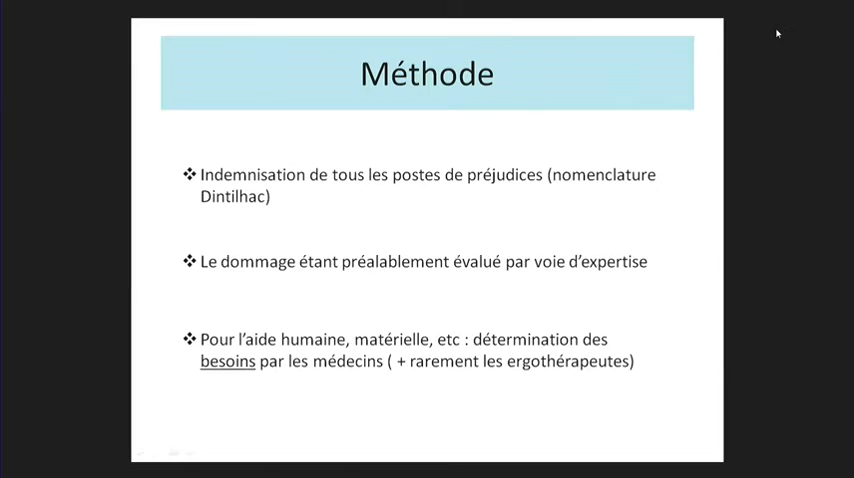 Méthode
❖ Indemnisation de tous les postes de préjudices (nomenclature
Dintilhac)
❖ Le dommage étant préalablement évalué par voie d’expertise
❖ Pour l’aide humaine, matérielle, etc : détermination des
besoins par les médecins ( + rarement les ergothérapeutes)